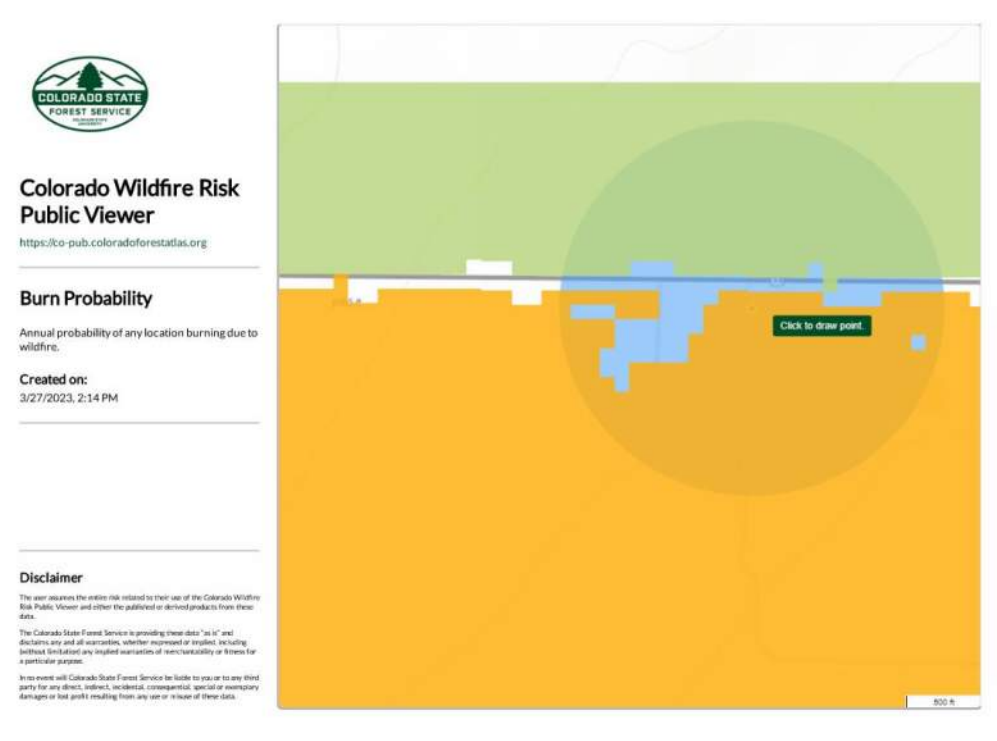 COLORADO STATE
FOREST SERVICE
COLORADO STATE
UNIVERSITY
Colorado Wildfire Risk
Public Viewer
https://co-pub.coloradoforestatlas.org
Burn Probability
Annual probability of any location burning due to
wildfire.
Created on:
3/27/2023, 2:14 PM
Disclaimer
The user assumes the entire risk related to their use of the Colorado Wildfire
Risk Public Viewer and either the published or derived products from these
data.
The Colorado State Forest Service is providing these data "as is" and
disclaims any and all warranties, whether expressed or implied, including
(without limitation) any implied warranties of merchantability or fitness for
a particular purpose.
In no event will Colorado State Forest Service be liable to you or to any third
party for any direct, indirect, incidental, consequential, special or exemplary
damages or lost profit resulting from any use or misuse of these data.
Click to draw point.
800 ft